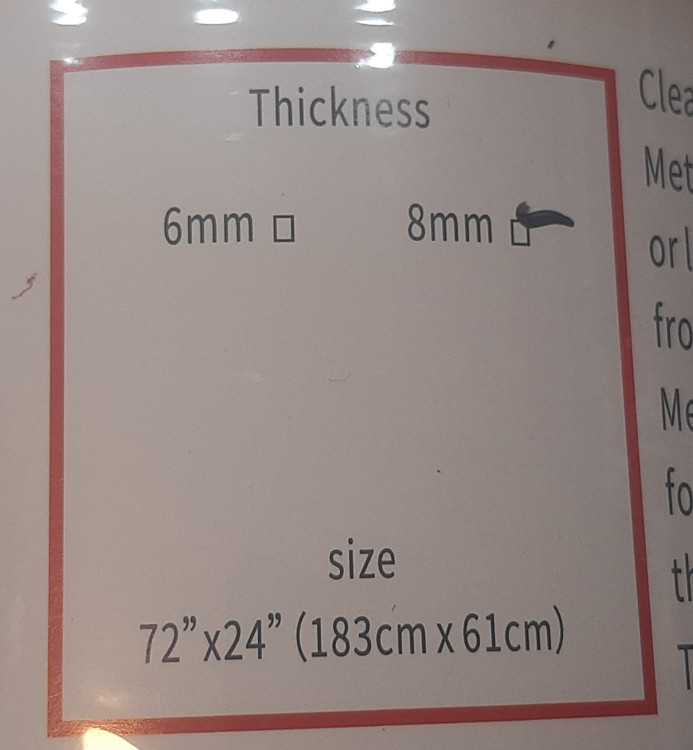 Thickness
6mm □ 8mm □
size
72”x24” (183cm x 61cm)